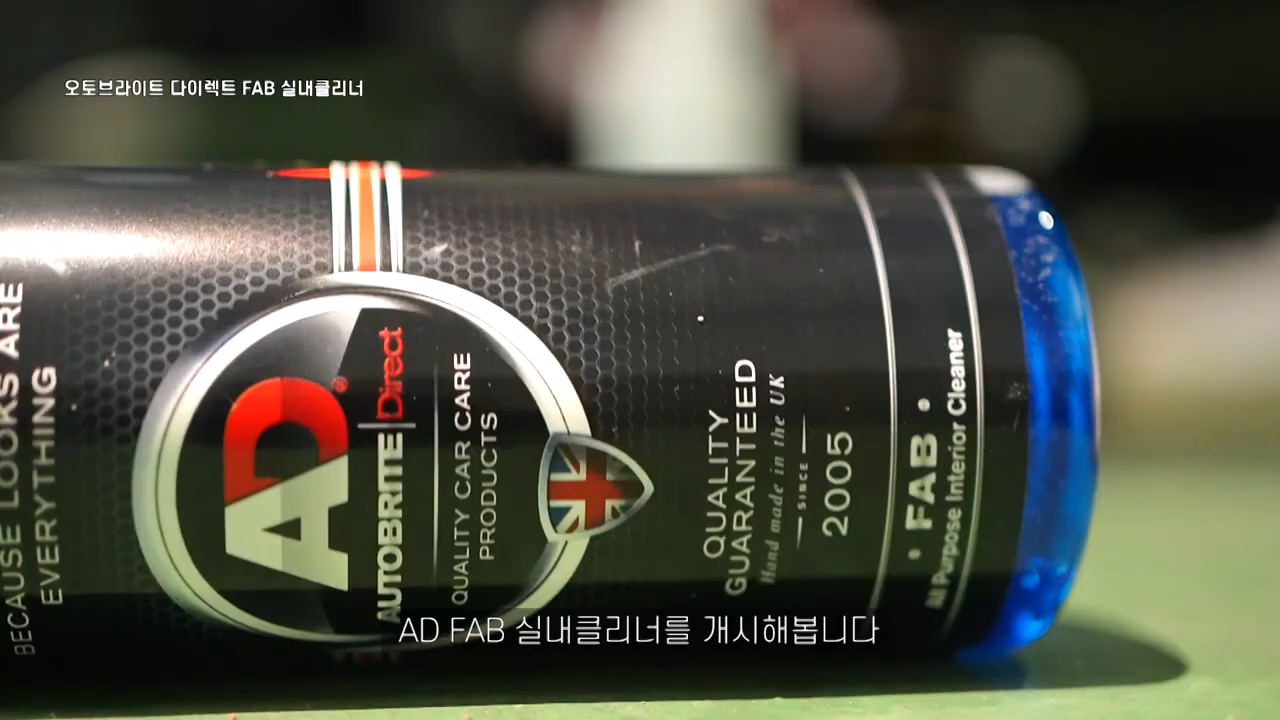 오토브라이트 다이렉트 FAB 실내클리너
BECAUSE LOOKS ARE
EVERYTHING
AD®
AUTOBRITE|Direct
QUALITY CAR CARE
PRODUCTS
QUALITY
GUARANTEED
Hand made in the UK
SINCE
2005
• FAB •
All Purpose Interior Cleaner
AD FAB 실내클리너를 개시해봅니다